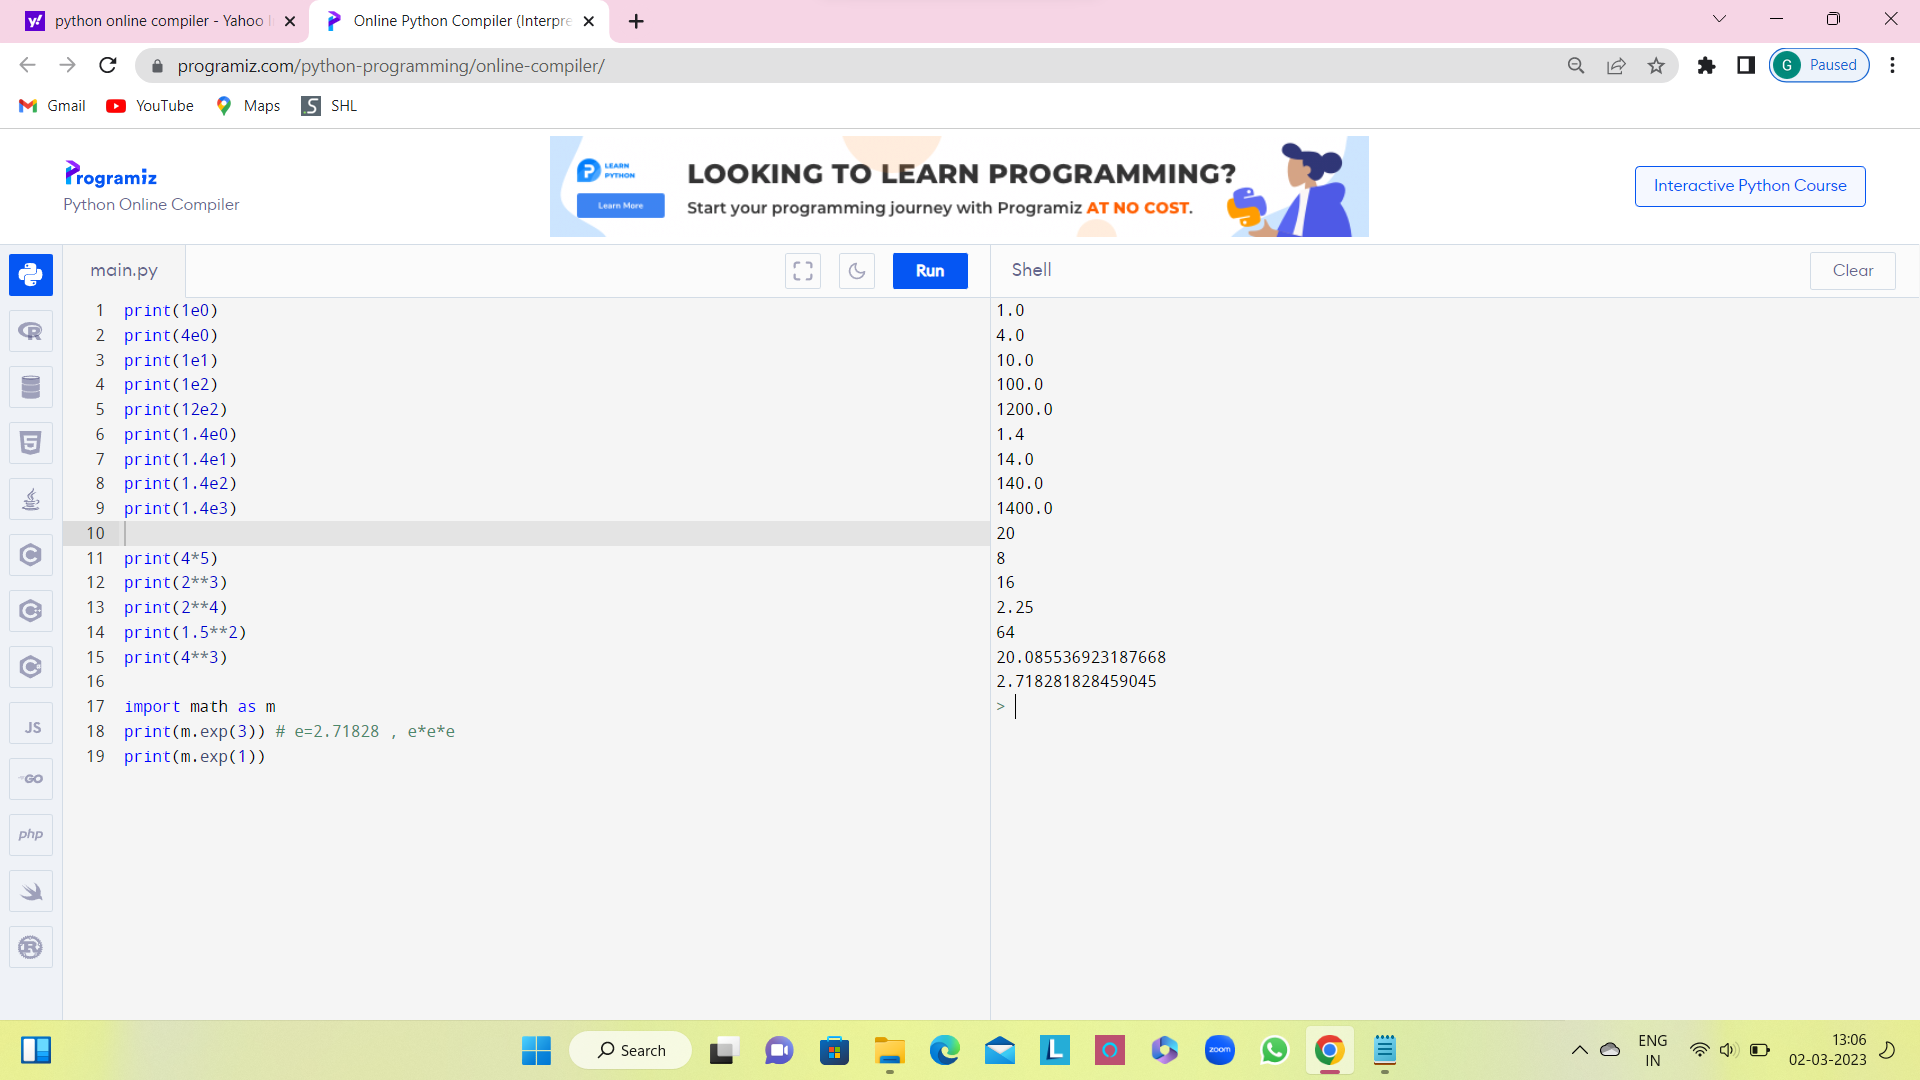 python online compiler - Yahoo
Online Python Compiler (Interpre
programiz.com/python-programming/online-compiler/
G Paused
Gmail YouTube Maps SHL
Programiz
Python Online Compiler
LEARN
PYTHON
Learn More
LOOKING TO LEARN PROGRAMMING?
Start your programming journey with Programiz AT NO COST.
Interactive Python Course
main.py
Run
Shell
Clear
1 print(1e0)
2 print(4e0)
3 print(1e1)
4 print(1e2)
5 print(12e2)
6 print(1.4e0)
7 print(1.4e1)
8 print(1.4e2)
9 print(1.4e3)
10
11 print(4*5)
12 print(2**3)
13 print(2**4)
14 print(1.5**2)
15 print(4**3)
16
17 import math as m
18 print(m.exp(3)) # e=2.71828 , e*e*e
19 print(m.exp(1))
1.0
4.0
10.0
100.0
1200.0
1.4
14.0
140.0
1400.0
20
8
16
2.25
64
20.085536923187668
2.718281828459045
>
R
5
C
C
C
JS
GO
php
R
Search
L
zoom
ENG
IN
13:06
02-03-2023